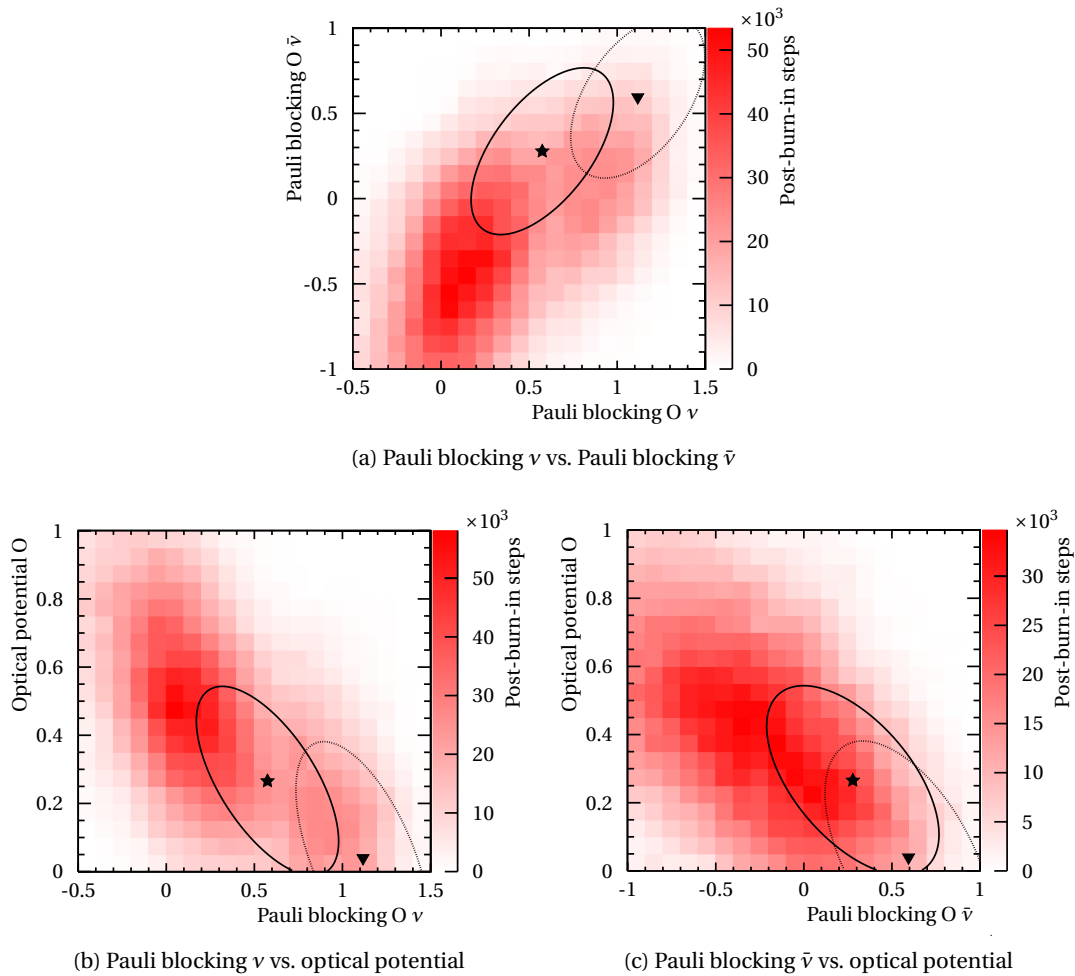 ×10³
1
0.5
0
-0.5
-1
Pauli blocking O ν̄
-0.5 0 0.5 1 1.5
Pauli blocking O ν
50
40
30
20
10
0
Post-burn-in steps
(a) Pauli blocking ν vs. Pauli blocking ν̄
×10³
1
0.8
0.6
0.4
0.2
0
Optical potential O
-0.5 0 0.5 1 1.5
Pauli blocking O ν
50
40
30
20
10
0
Post-burn-in steps
(b) Pauli blocking ν vs. optical potential
×10³
1
0.8
0.6
0.4
0.2
0
Optical potential O
-1 -0.5 0 0.5 1
Pauli blocking O ν̄
30
25
20
15
10
5
0
Post-burn-in steps
(c) Pauli blocking ν̄ vs. optical potential